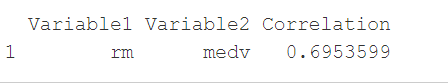 Variable1 Variable2 Correlation
1 rm medv 0.6953599